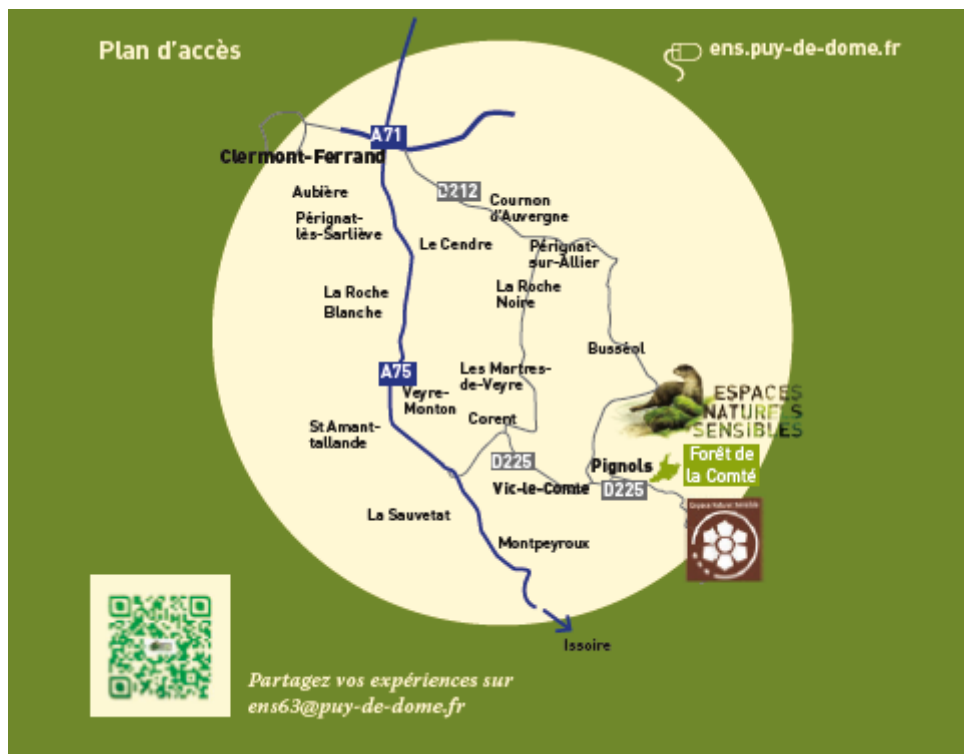 Plan d'accès
ens.puy-de-dome.fr
A71
Clermont-Ferrand
Aubière
D212
Cournon
d'Auvergne
Pérignat-
lès-Sarliève
Le Cendre
Pérignat-
sur-Allier
La Roche
Blanche
La Roche
Noire
Busséol
A75
Les Martres-
de-Veyre
Veyre-
Monton
ESPACES
NATURELS
SENSIBLES
St Amant-
tallande
Corent
D225
Pignols
Forêt de
la Comté
Vic-le-Comte
D225
Espace Naturel Sensible
La Sauvetat
Montpeyroux
Issoire
Partagez vos expériences sur
ens63@puy-de-dome.fr